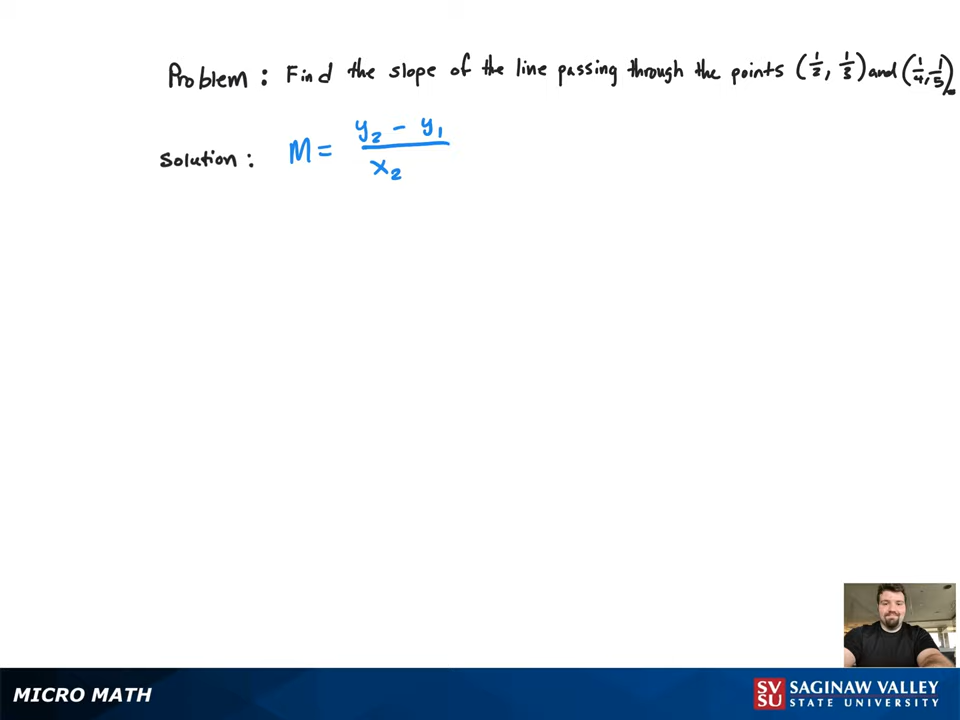 Problem: Find the slope of the line passing through the points (1/2, 1/3) and (1/4, 1/5).
Solution: M = y₂ − y₁ / x₂
MICRO MATH
SV SU SAGINAW VALLEY
STATE UNIVERSITY